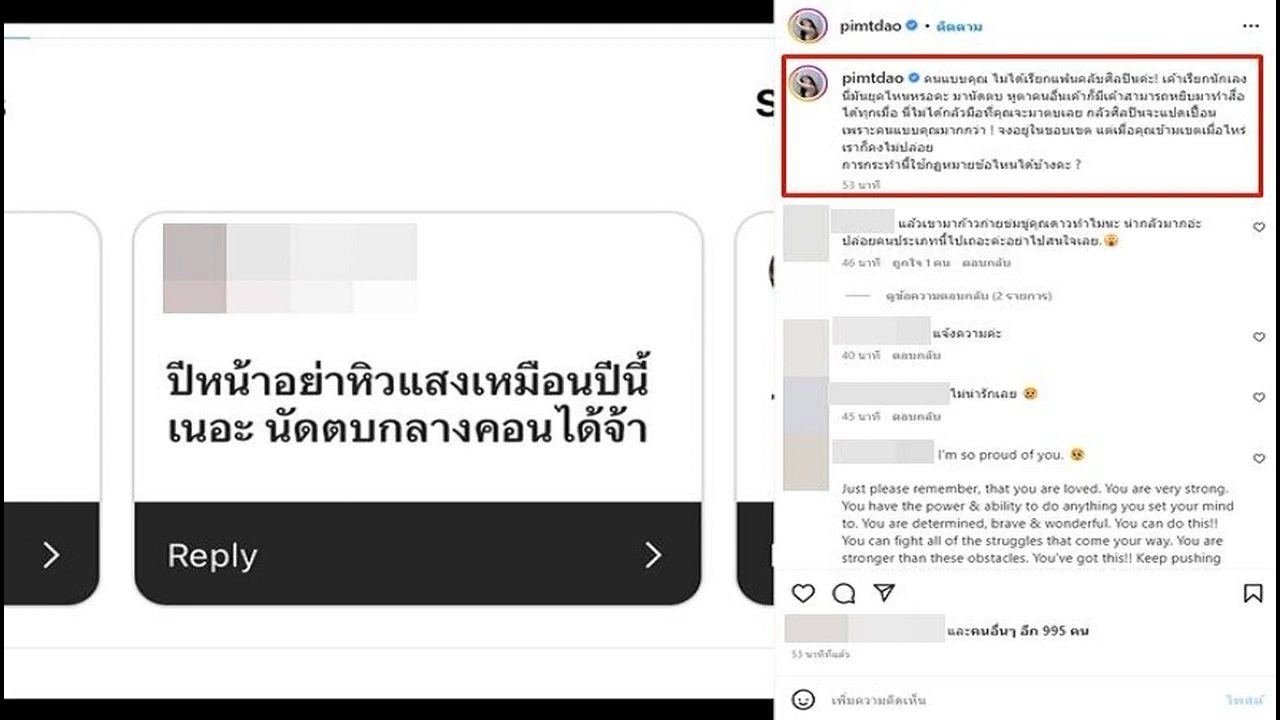 s
S
ปีหน้าอย่าหิวแสงเหมือนปีนี้
เนอะ นัดตบกลางคอนได้จ้า
Reply
pimtdao • ติดตาม
pimtdao คนแบบคุณ ไม่ได้เรียกแฟนคลับศิลปินค่ะ! เค้าเรียกนักเลง
นี่มันยุคไหนหรอคะ มานัดตบ หูตาคนอื่นเค้าก็มีเค้าสามารถหยิบมาทำสื่อ
ได้ทุกเมื่อ นี่ไม่ได้กลัวมือที่คุณจะมาตบเลย กลัวศิลปินจะแปดเปื้อน
เพราะคนแบบคุณมากกว่า ! จงอยู่ในขอบเขต แต่เมื่อคุณข้ามเขตเมื่อไหร่
เราก็คงไม่ปล่อย
การกระทำนี้ใช้กฎหมายข้อไหนได้บ้างคะ ?
53 นาที
แล้วเขามาก้าวก่ายข่มขู่คุณดาวทำไมนะ น่ากลัวมากอ่ะ
ปล่อยคนประเภทนี้ไปเถอะค่ะอย่าไปสนใจเลย.😱
46 นาที ถูกใจ 1 คน ตอบกลับ
ดูข้อความตอบกลับ (2 รายการ)
แจ้งความค่ะ
40 นาที ตอบกลับ
ไม่น่ารักเลย 😢
45 นาที ตอบกลับ
I'm so proud of you. 🥺
Just please remember, that you are loved. You are very strong.
You have the power & ability to do anything you set your mind
to. You are determined, brave & wonderful. You can do this!!
You can fight all of the struggles that come your way. You are
stronger than these obstacles. You've got this!! Keep pushing
และคนอื่นๆ อีก 995 คน
53 นาทีที่แล้ว
เพิ่มความคิดเห็น
โพสต์